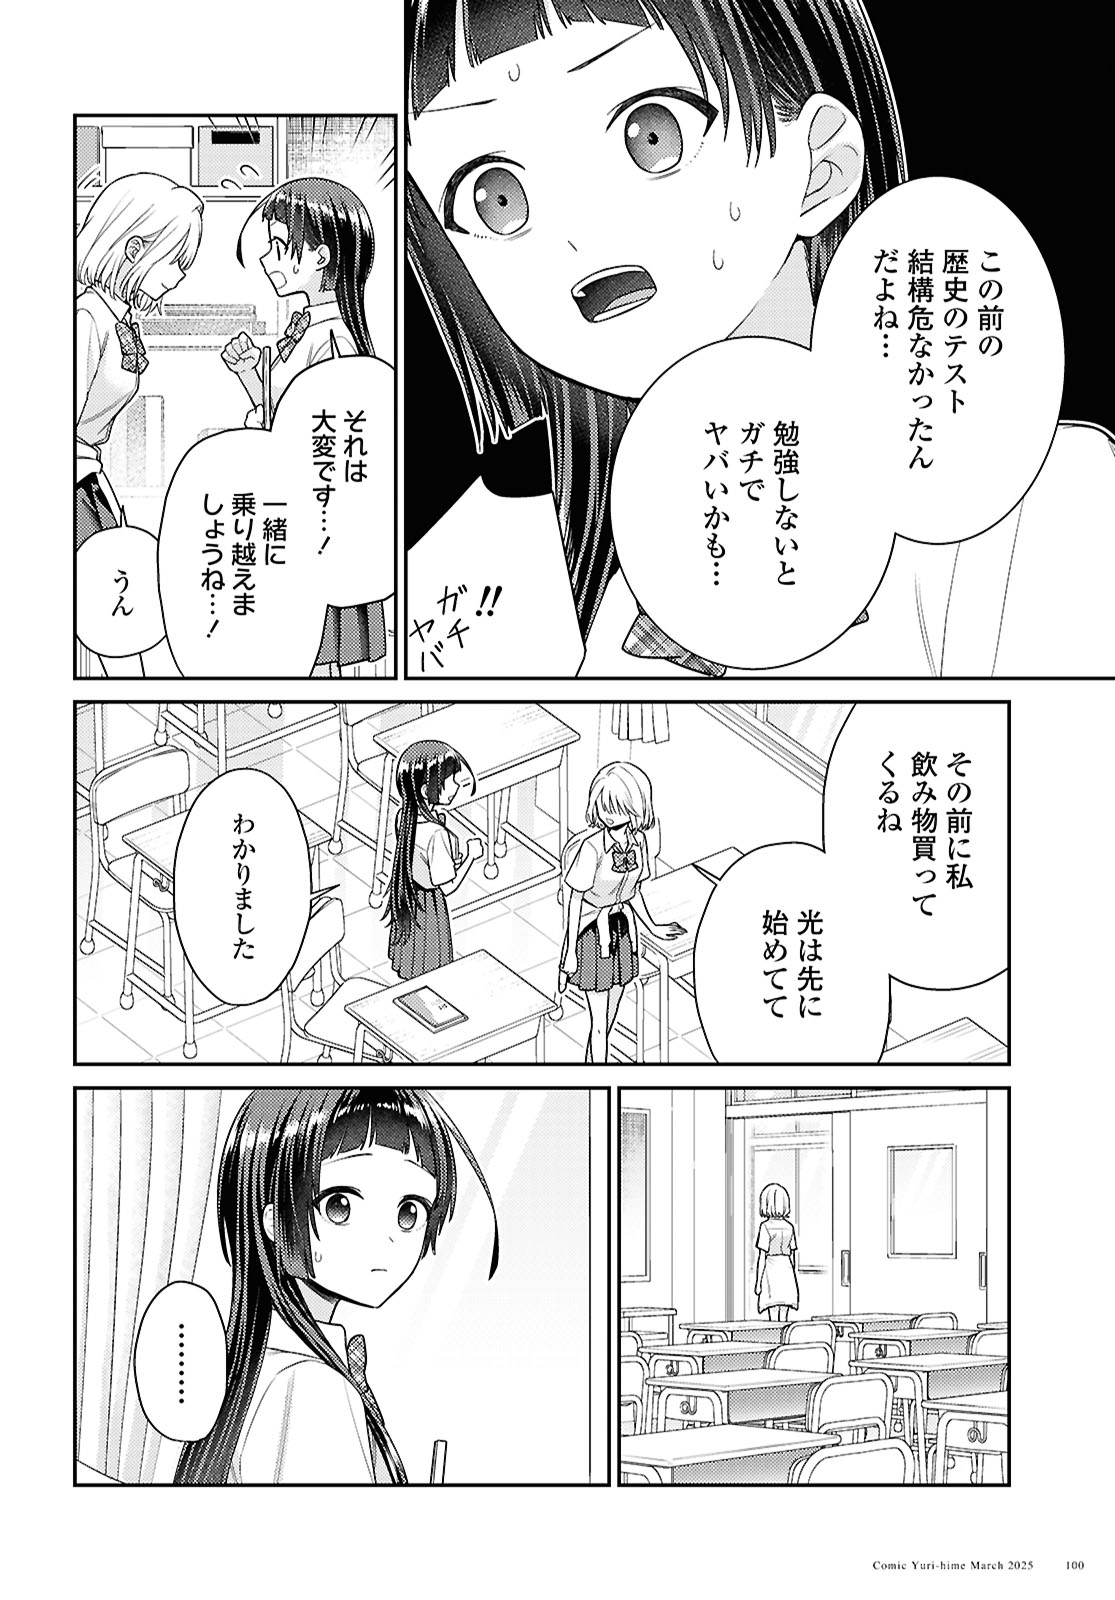 この前の
歴史のテスト
結構危なかったん
だよね…
勉強しないと
ガチで
ヤバいかも…
ガチ
ヤバ
!!
それは
大変です…!
一緒に
乗り越えま
しょうね…!
うん
その前に私
飲み物買って
くるね
光は先に
始めてて
わかりました
………
Comic Yuri-hime March 2025 100